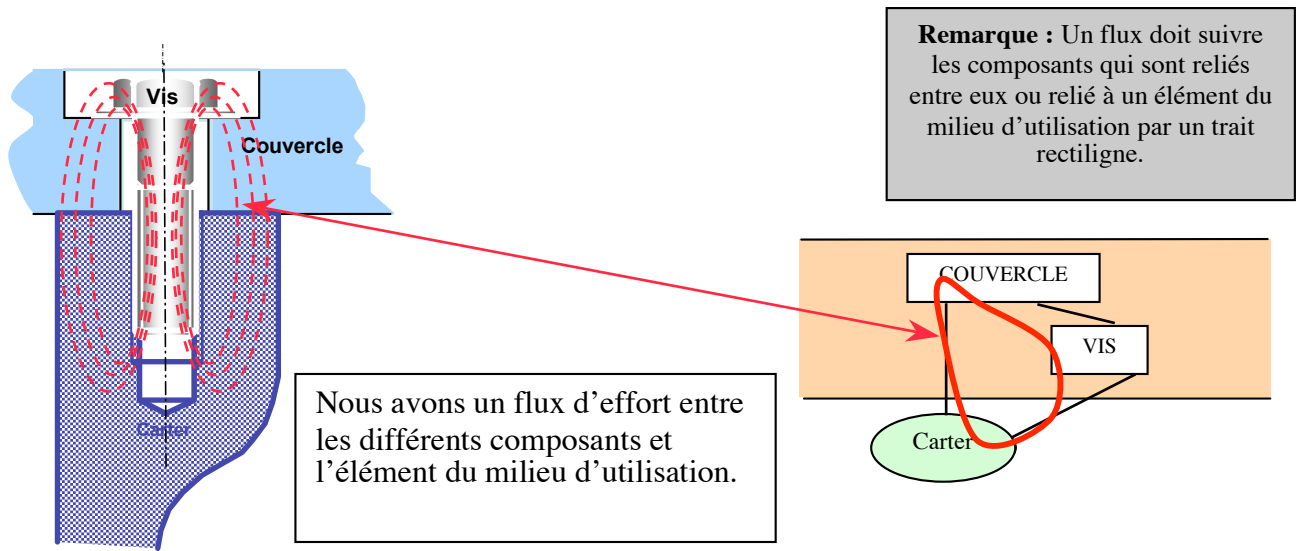 Vis
Couvercle
Carter
Remarque : Un flux doit suivre
les composants qui sont reliés
entre eux ou relié à un élément du
milieu d’utilisation par un trait
rectiligne.
COUVERCLE
VIS
Carter
Nous avons un flux d’effort entre
les différents composants et
l’élément du milieu d’utilisation.